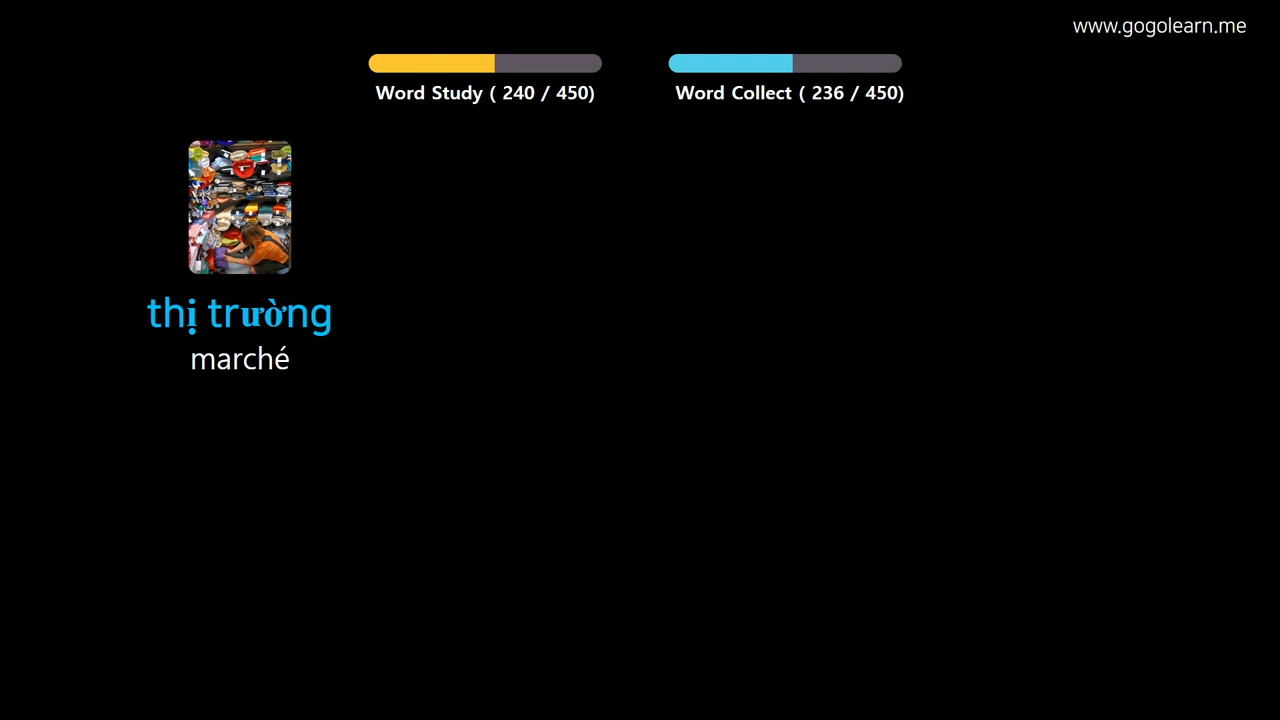 www.gogolearn.me
Word Study ( 240 / 450)
Word Collect ( 236 / 450)
thị trường
marché